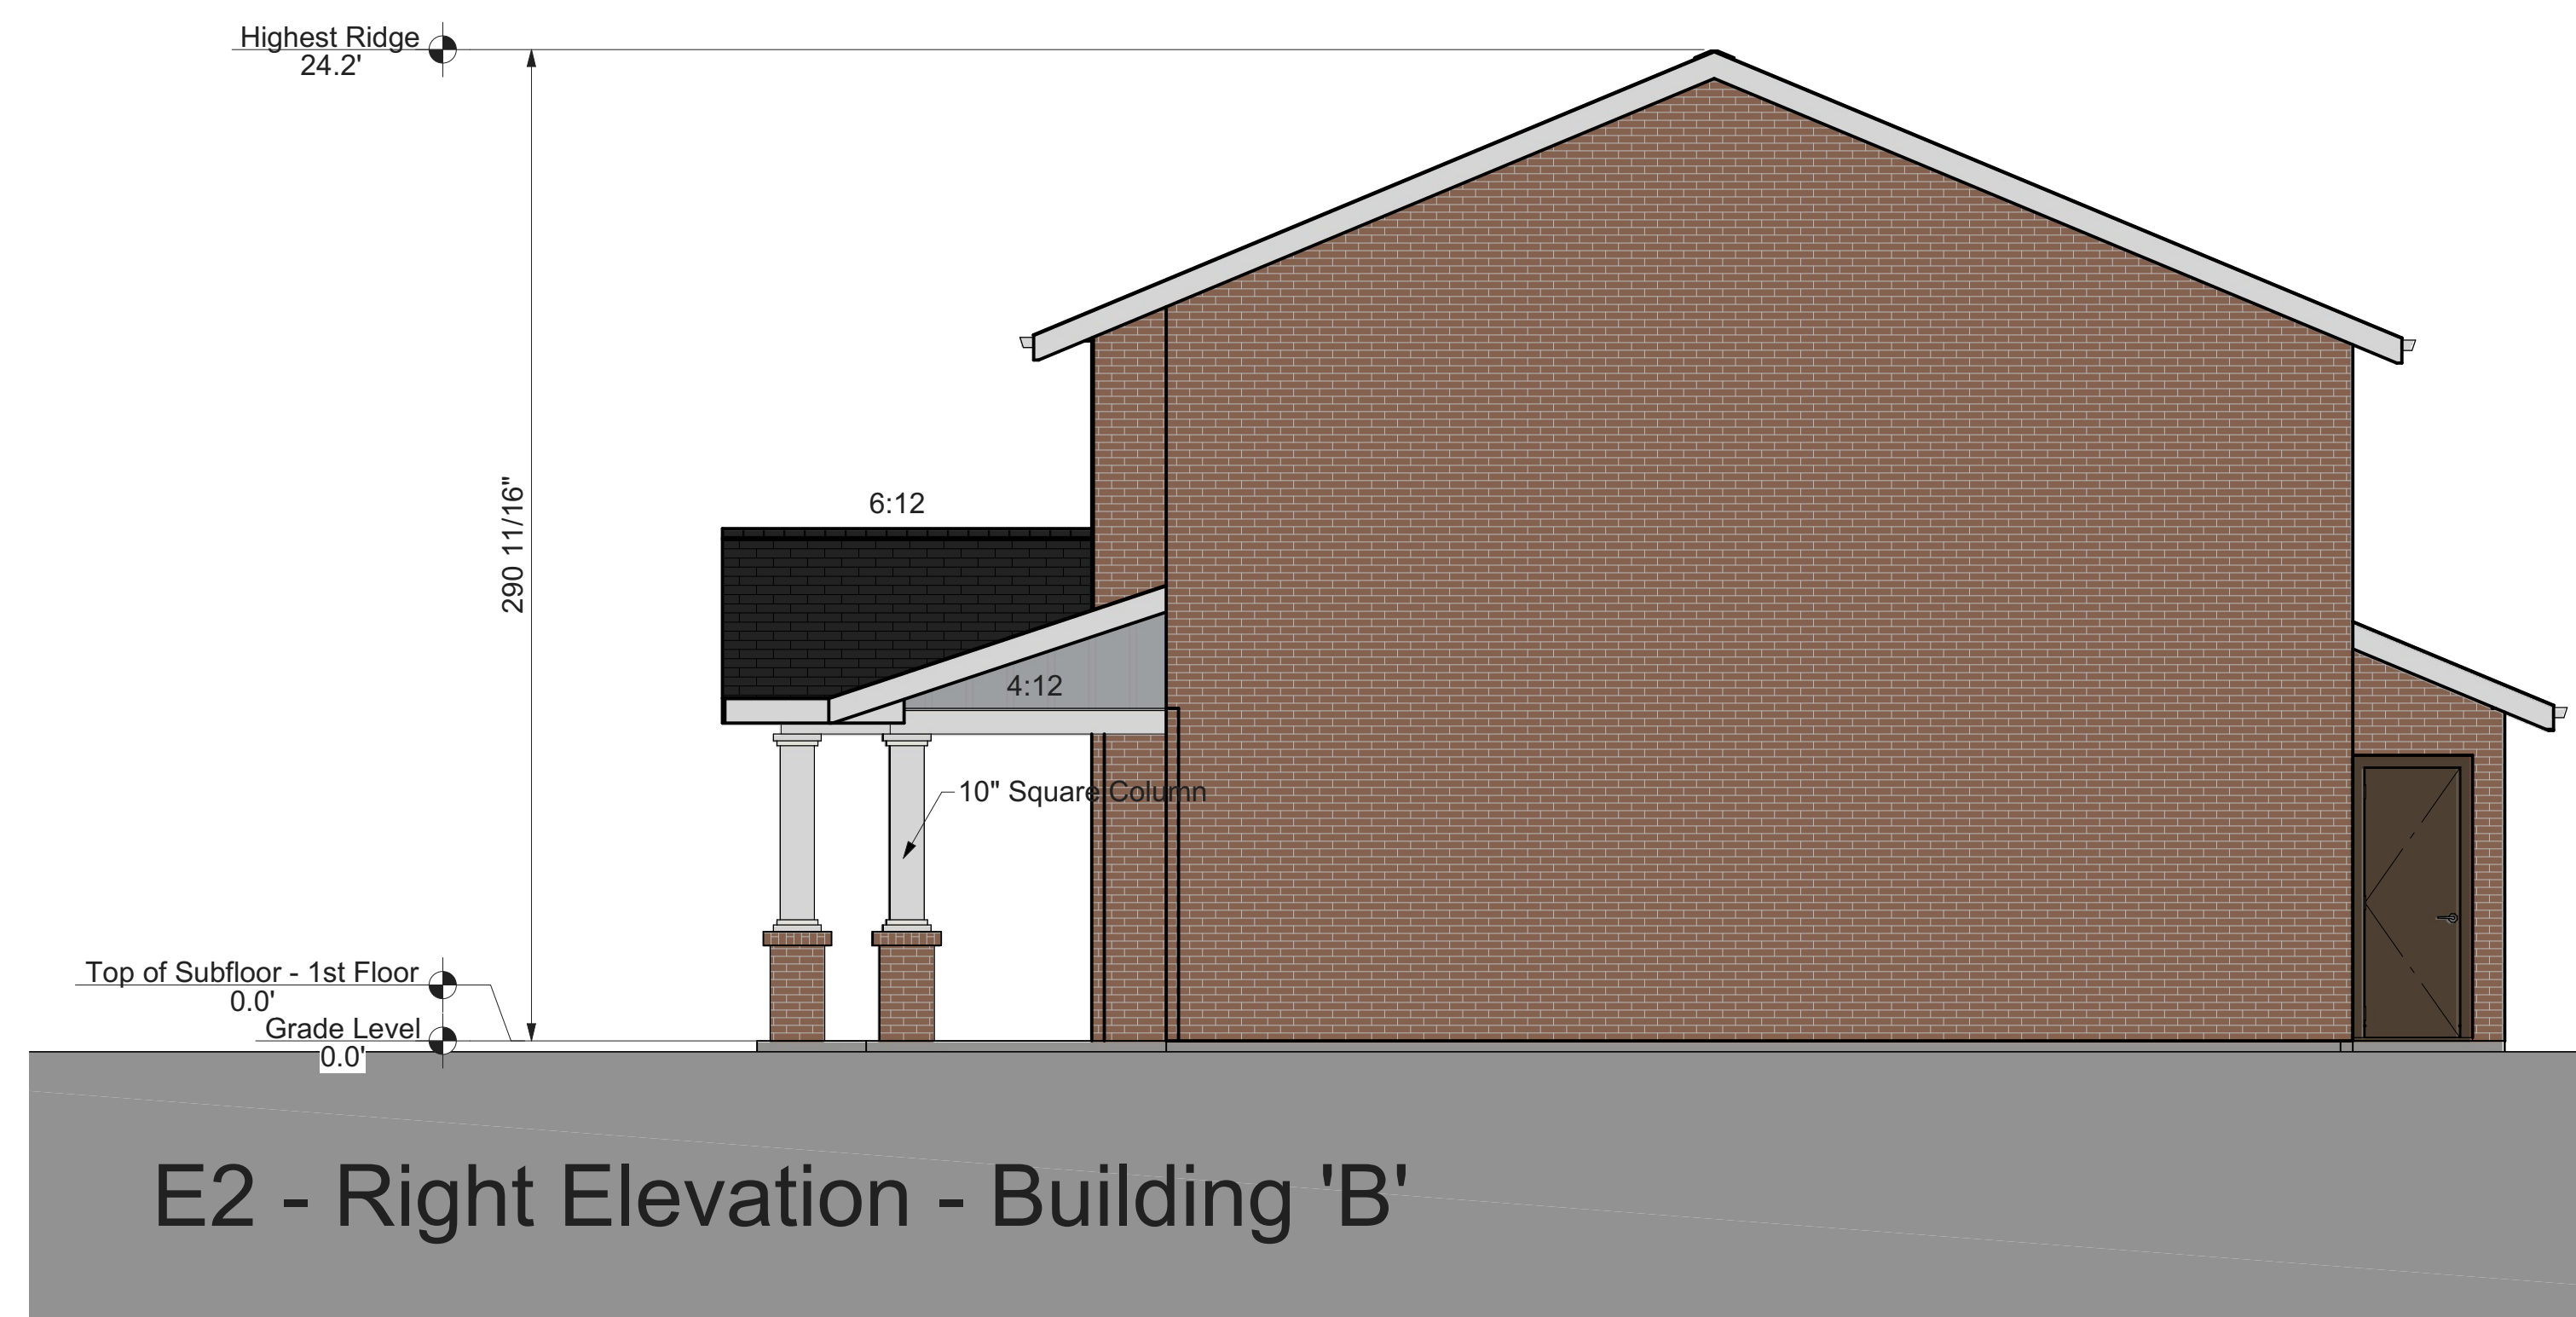 Highest Ridge
24.2'
290 11/16"
6:12
4:12
10" Square Column
Top of Subfloor - 1st Floor
0.0'
Grade Level
0.0'
E2 - Right Elevation - Building 'B'